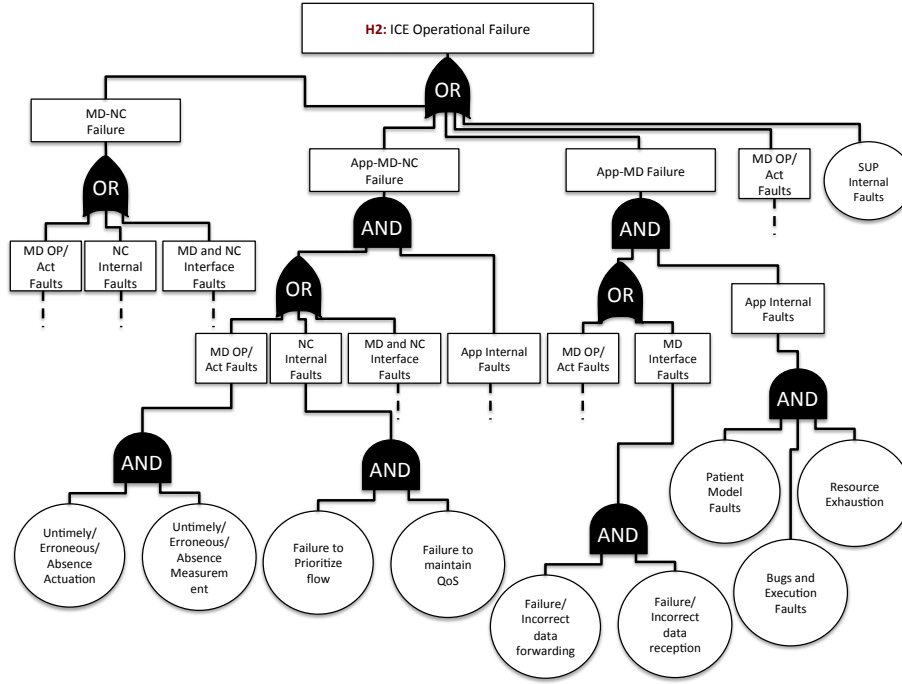 H2: ICE Operational Failure
OR
MD-NC
Failure
App-MD-NC
Failure
App-MD Failure
MD OP/
Act
Faults
SUP
Internal
Faults
OR
AND
AND
MD OP/
Act
Faults
NC
Internal
Faults
MD and NC
Interface
Faults
OR
OR
App Internal
Faults
MD OP/
Act Faults
NC
Internal
Faults
MD and NC
Interface
Faults
App Internal
Faults
MD OP/
Act Faults
MD
Interface
Faults
AND
AND
AND
AND
Untimely/
Erroneous/
Absence
Actuation
Untimely/
Erroneous/
Absence
Measurem
ent
Failure to
Prioritize
flow
Failure to
maintain
QoS
Patient
Model
Faults
Resource
Exhaustion
Bugs and
Execution
Faults
Failure/
Incorrect
data
forwarding
Failure/
Incorrect
data
reception